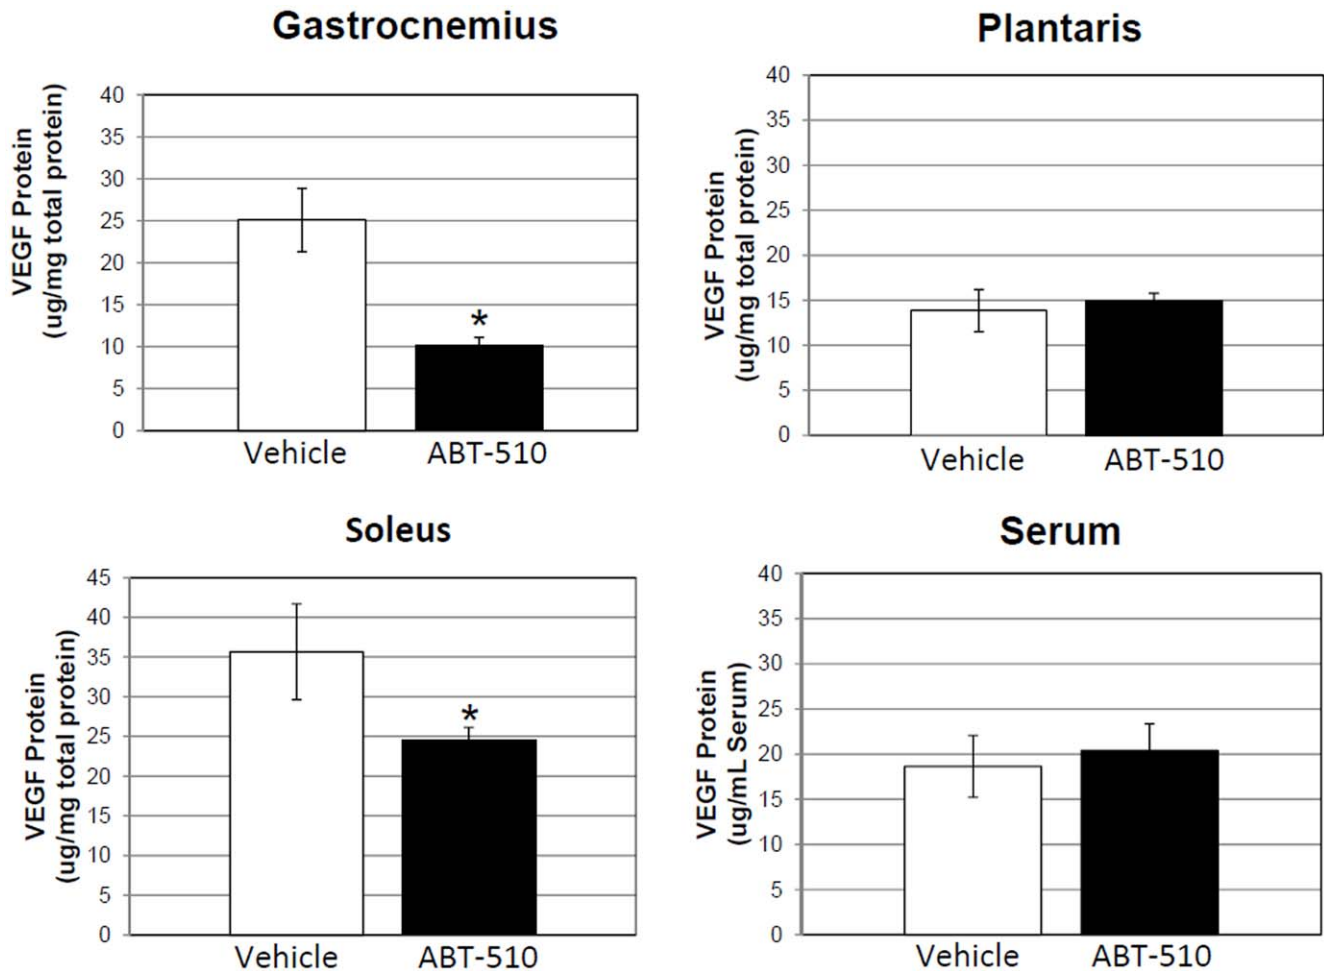 Gastrocnemius
VEGF Protein
(ug/mg total protein)
40
35
30
25
20
15
10
5
0
*
Vehicle
ABT-510
Plantaris
VEGF Protein
(ug/mg total protein)
40
35
30
25
20
15
10
5
0
Vehicle
ABT-510
Soleus
VEGF Protein
(ug/mg total protein)
45
40
35
30
25
20
15
10
5
0
*
Vehicle
ABT-510
Serum
VEGF Protein
(ug/mL Serum)
40
35
30
25
20
15
10
5
0
Vehicle
ABT-510